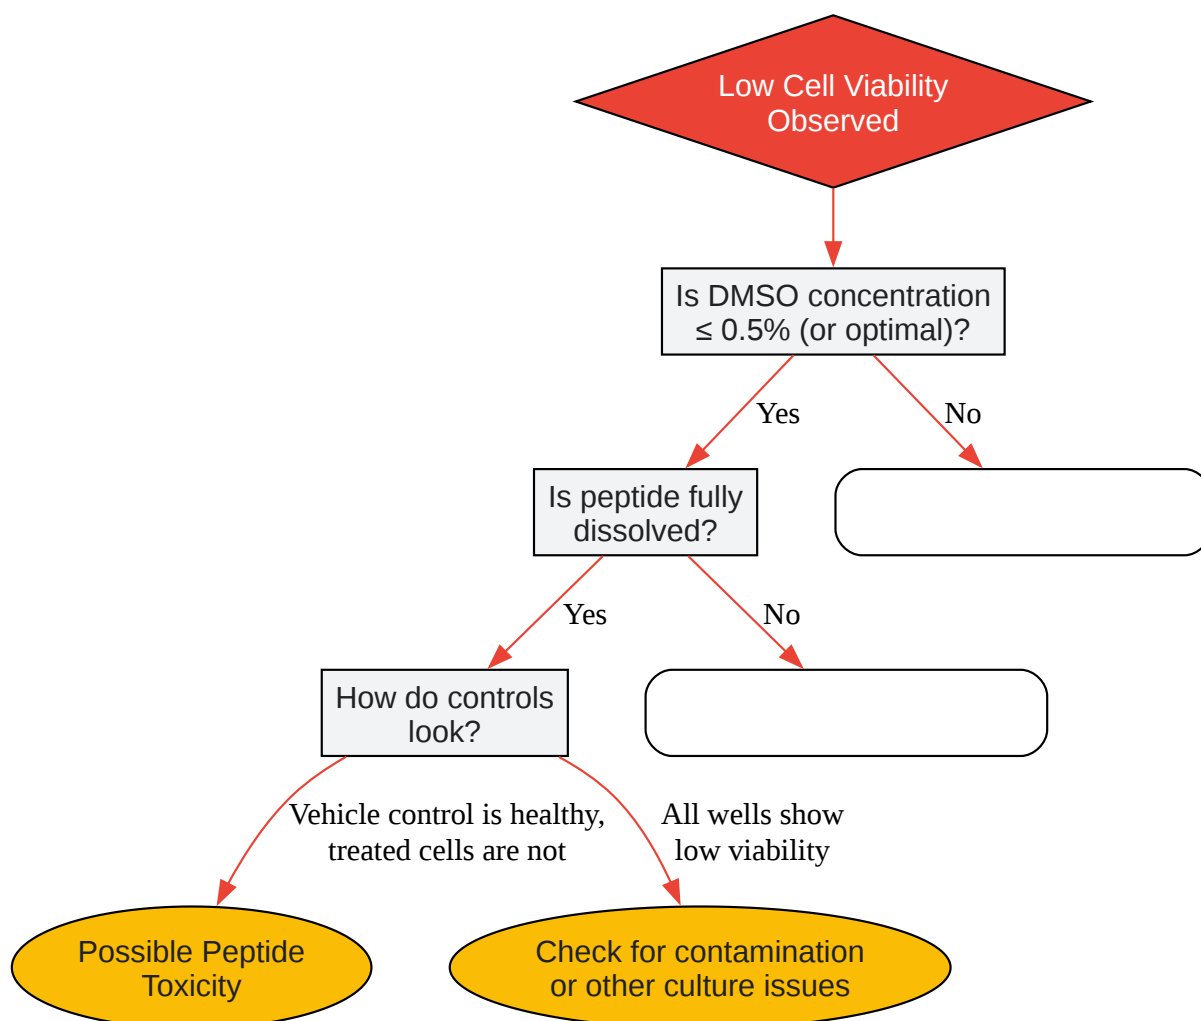 Low Cell Viability
Observed
Is DMSO concentration
≤ 0.5% (or optimal)?
Yes
No
Is peptide fully
dissolved?
Yes
No
How do controls
look?
Vehicle control is healthy,
treated cells are not
All wells show
low viability
Possible Peptide
Toxicity
Check for contamination
or other culture issues